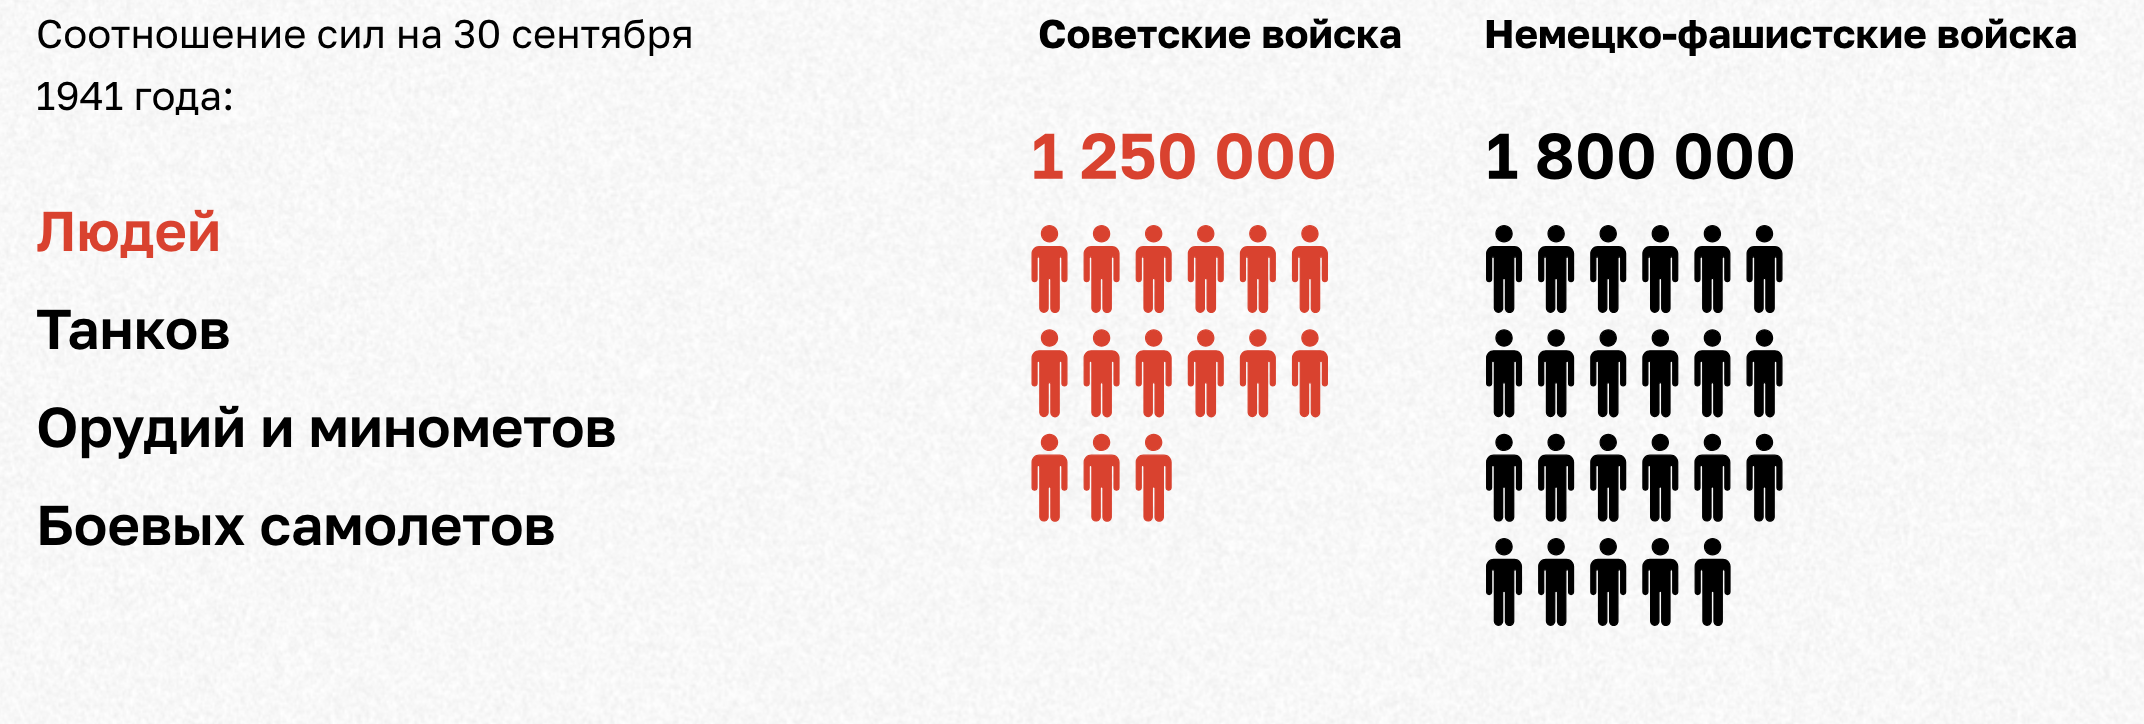 Соотношение сил на 30 сентября
1941 года:
Людей
Танков
Орудий и минометов
Боевых самолетов
Советские войска
1 250 000
Немецко-фашистские войска
1 800 000